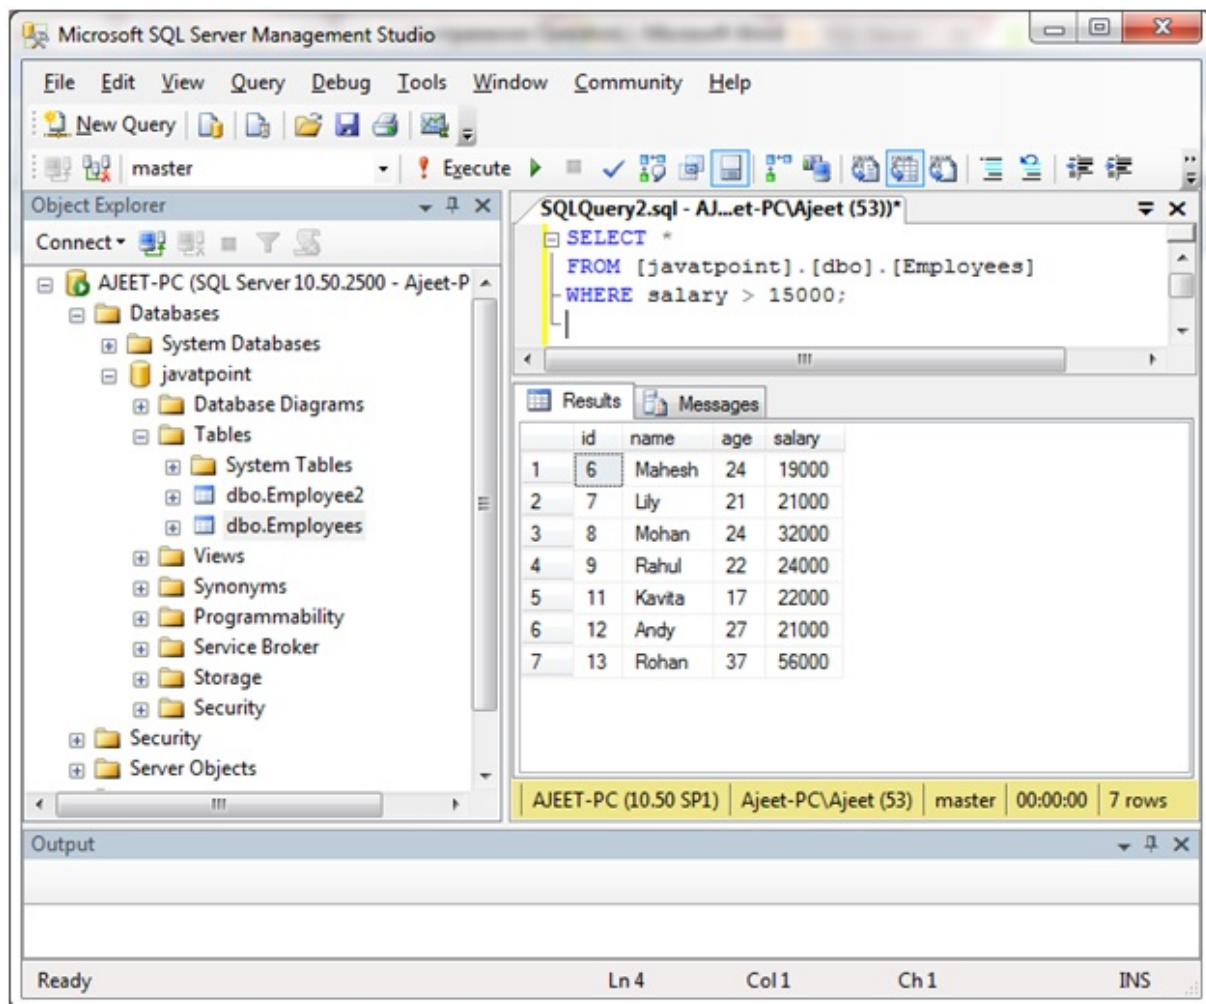 Microsoft SQL Server Management Studio
File Edit View Query Debug Tools Window Community Help
New Query
master Execute
Object Explorer
Connect
AJEET-PC (SQL Server 10.50.2500 - Ajeet-P
Databases
System Databases
javatpoint
Database Diagrams
Tables
System Tables
dbo.Employee2
dbo.Employees
Views
Synonyms
Programmability
Service Broker
Storage
Security
Security
Server Objects
SQLQuery2.sql - AJ...et-PC\Ajeet (53))*
SELECT *
FROM [javatpoint].[dbo].[Employees]
WHERE salary > 15000;
Results Messages
id name age salary
1 6 Mahesh 24 19000
2 7 Lily 21 21000
3 8 Mohan 24 32000
4 9 Rahul 22 24000
5 11 Kavita 17 22000
6 12 Andy 27 21000
7 13 Rohan 37 56000
AJEET-PC (10.50 SP1) Ajeet-PC\Ajeet (53) master 00:00:00 7 rows
Output
Ready Ln 4 Col 1 Ch 1 INS